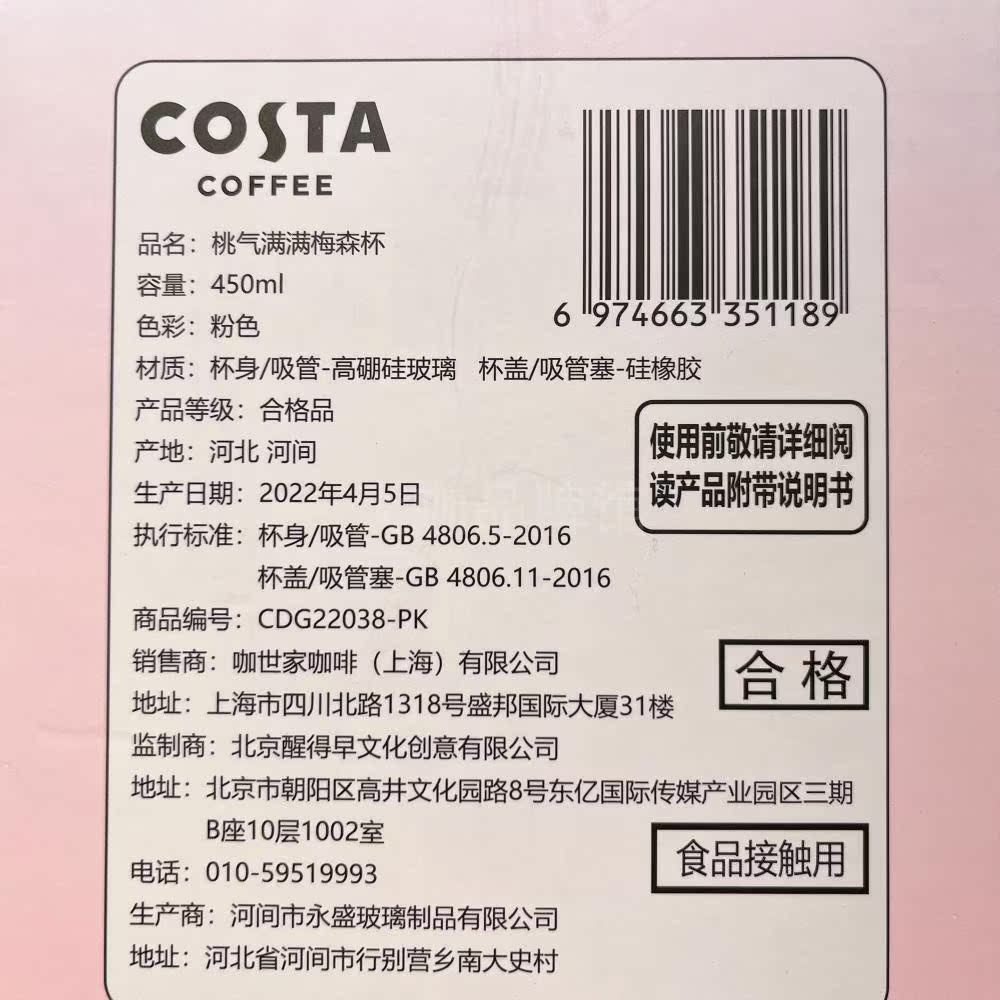 COSTA
COFFEE
6 974663 351189
品名：桃气满满梅森杯
容量：450ml
色彩：粉色
材质：杯身/吸管-高硼硅玻璃 杯盖/吸管塞-硅橡胶
产品等级：合格品
产地：河北 河间
生产日期：2022年4月5日
使用前敬请详细阅
读产品附带说明书
执行标准：杯身/吸管-GB 4806.5-2016
杯盖/吸管塞-GB 4806.11-2016
商品编号：CDG22038-PK
销售商：咖世家咖啡（上海）有限公司
合格
地址：上海市四川北路1318号盛邦国际大厦31楼
监制商：北京醒得早文化创意有限公司
地址：北京市朝阳区高井文化园路8号东亿国际传媒产业园区三期
B座10层1002室
食品接触用
电话：010-59519993
生产商：河间市永盛玻璃制品有限公司
地址：河北省河间市行别营乡南大史村